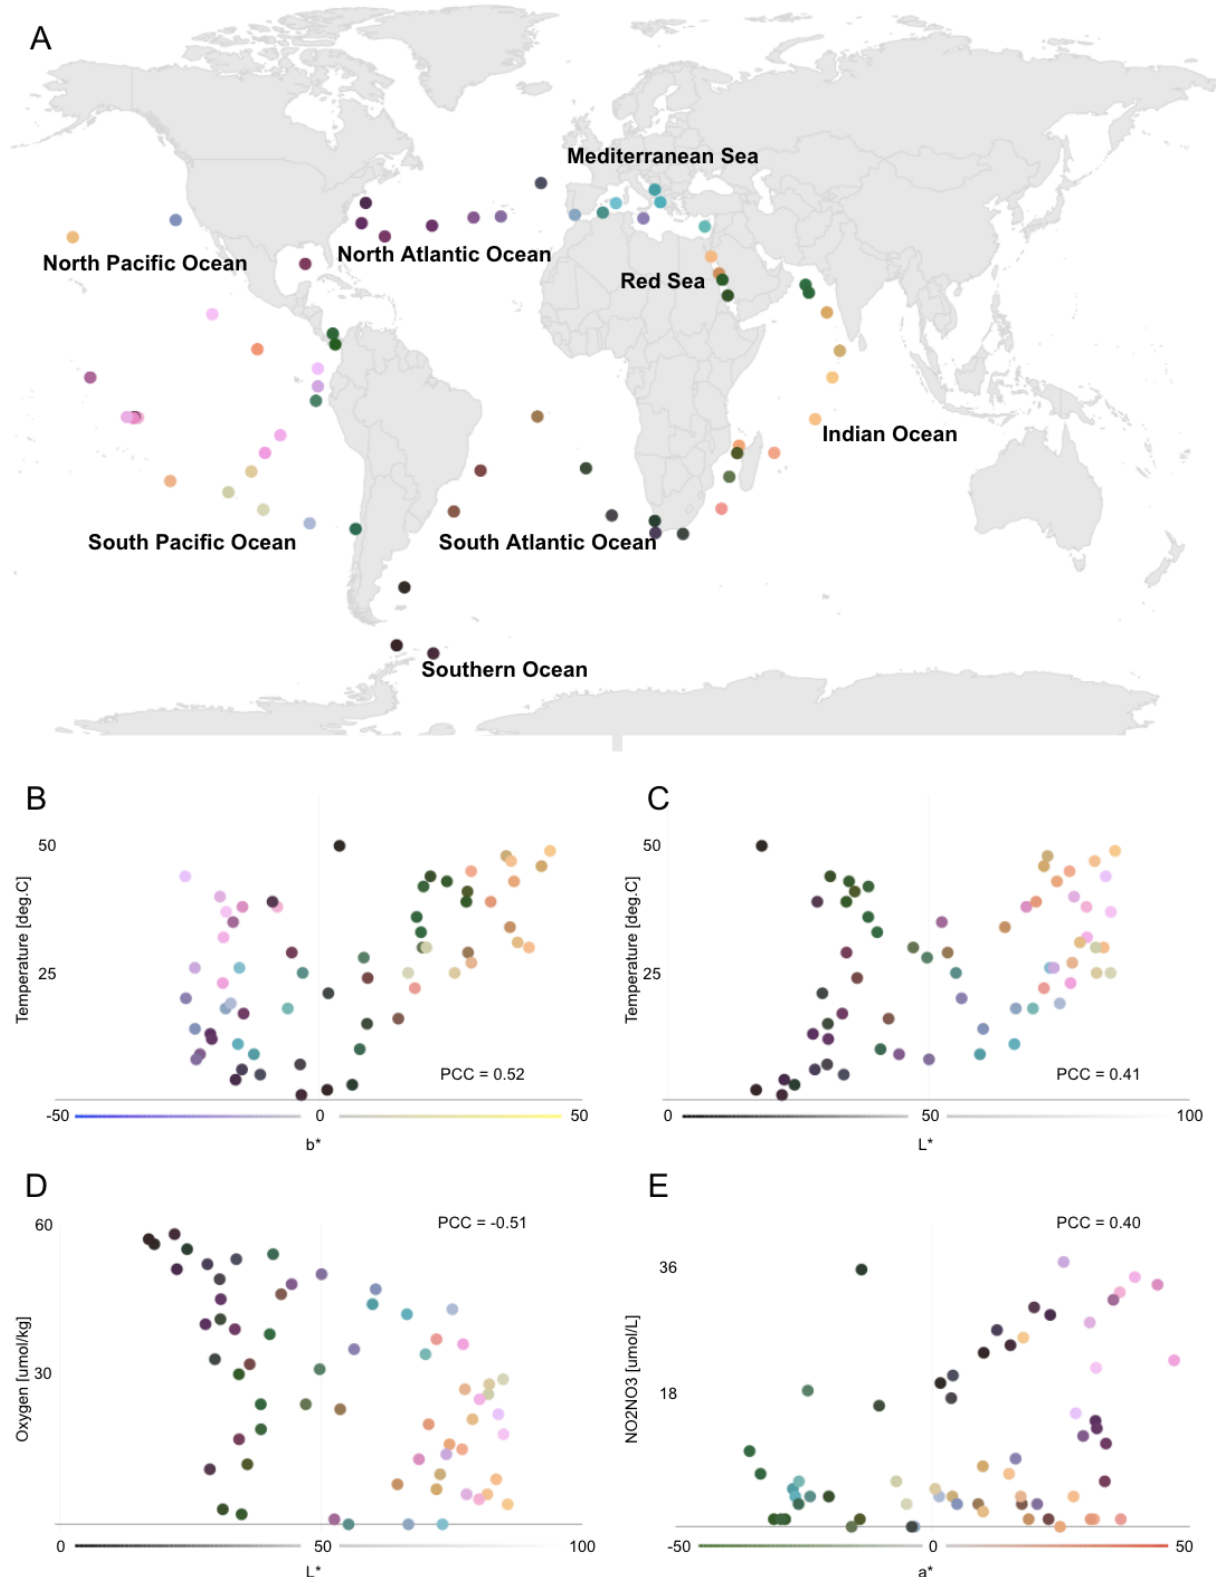 A
Mediterranean Sea
North Pacific Ocean
North Atlantic Ocean
Red Sea
Indian Ocean
South Pacific Ocean
South Atlantic Ocean
Southern Ocean
B
50
25
Temperature [deg.C]
PCC = 0.52
-50
0
50
b*
C
50
25
Temperature [deg.C]
PCC = 0.41
0
50
100
L*
D
60
30
Oxygen [umol/kg]
PCC = -0.51
0
50
100
L*
E
36
18
NO2NO3 [umol/L]
PCC = 0.40
-50
0
50
a*